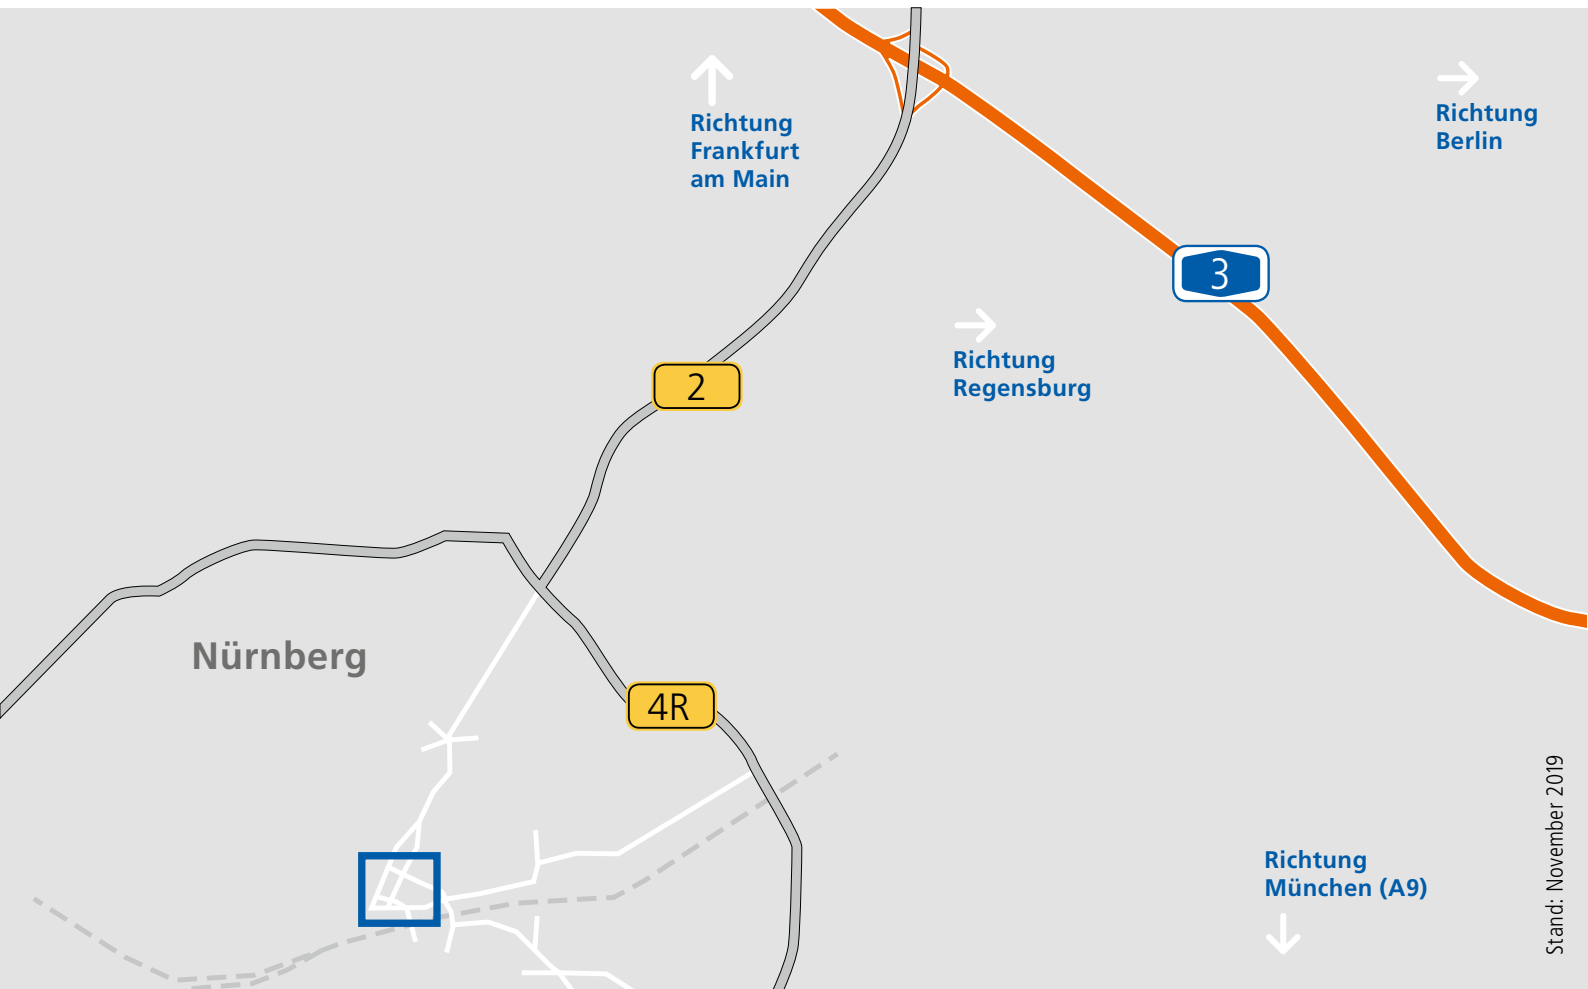 Richtung
Frankfurt
am Main
Richtung
Berlin
3
Richtung
Regensburg
2
Nürnberg
4R
Richtung
München (A9)
Stand: November 2019